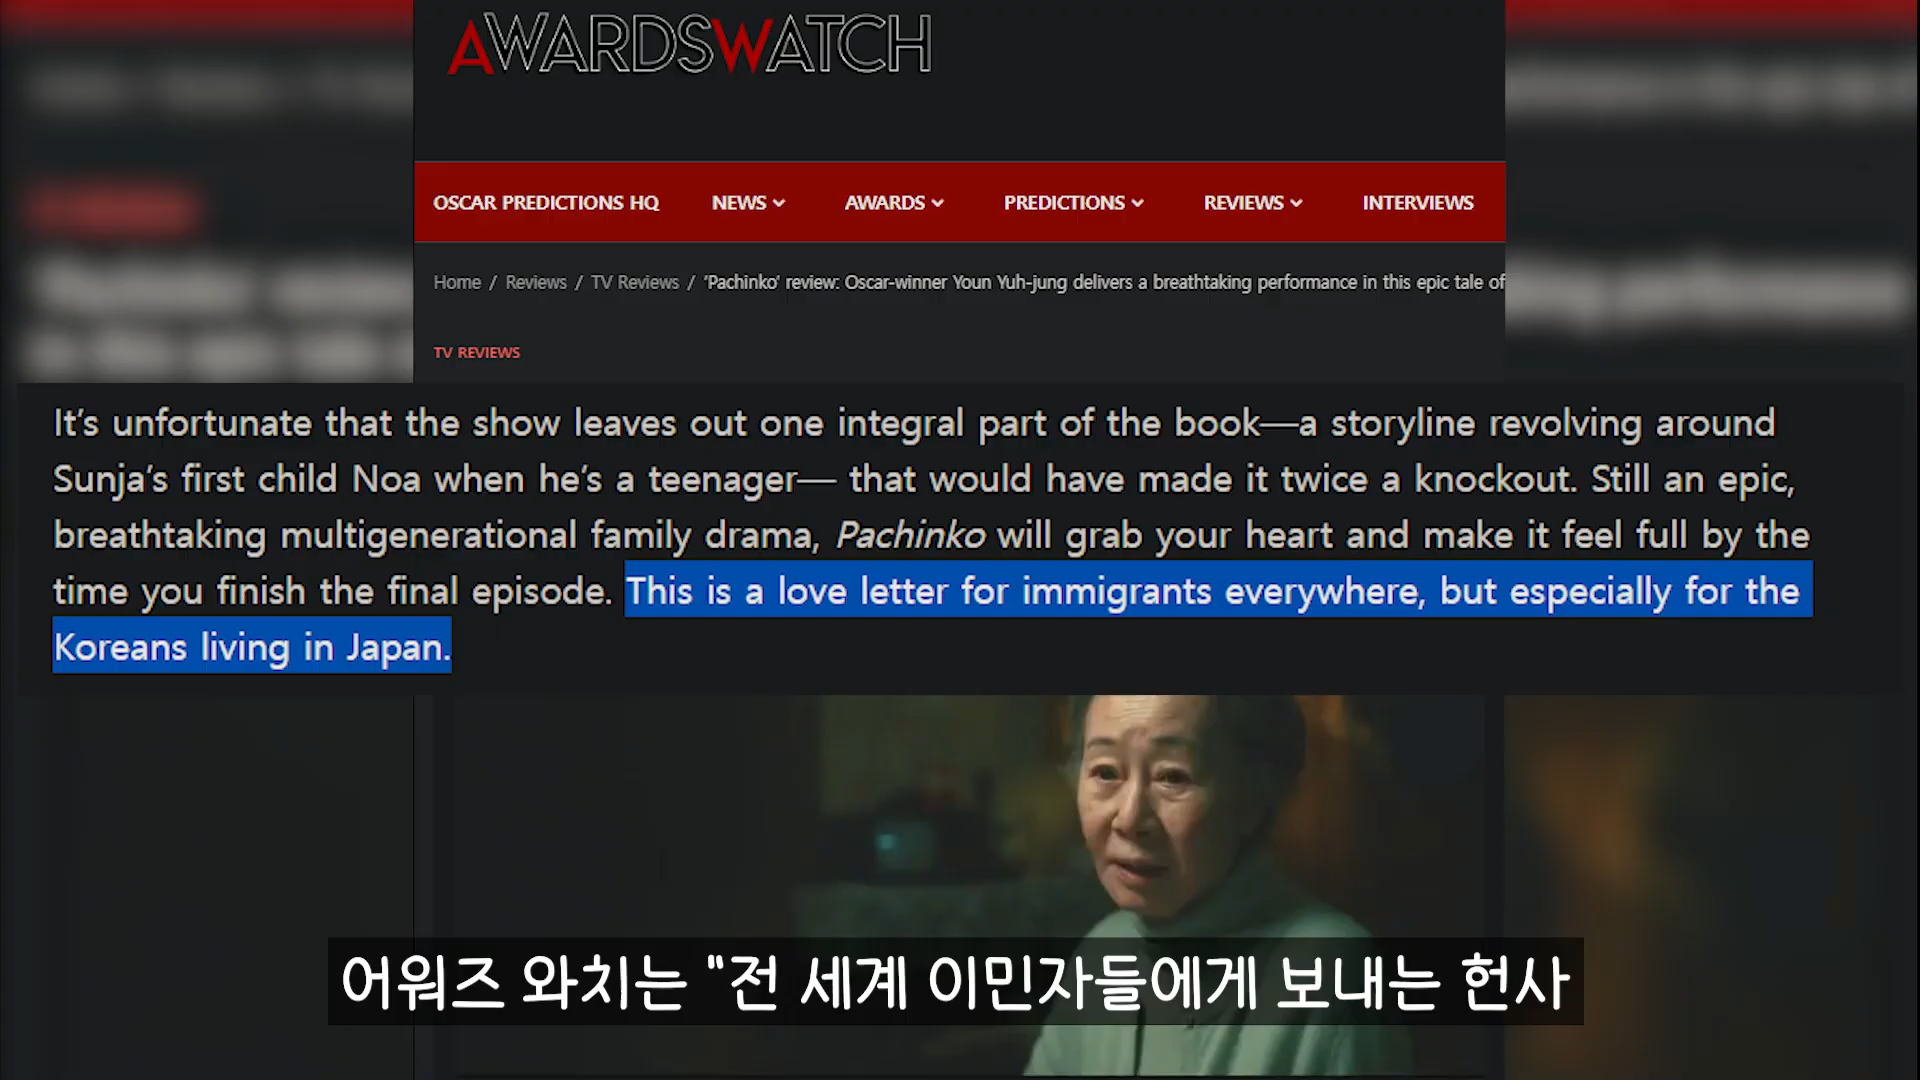 AWARDSWATCH
OSCAR PREDICTIONS HQ NEWS AWARDS PREDICTIONS REVIEWS INTERVIEWS
Home / Reviews / TV Reviews / 'Pachinko' review: Oscar-winner Youn Yuh-jung delivers a breathtaking performance in this epic tale of
TV REVIEWS
It's unfortunate that the show leaves out one integral part of the book—a storyline revolving around
Sunja's first child Noa when he's a teenager— that would have made it twice a knockout. Still an epic,
breathtaking multigenerational family drama, Pachinko will grab your heart and make it feel full by the
time you finish the final episode. This is a love letter for immigrants everywhere, but especially for the
Koreans living in Japan.
어워즈 와치는 "전 세계 이민자들에게 보내는 헌사